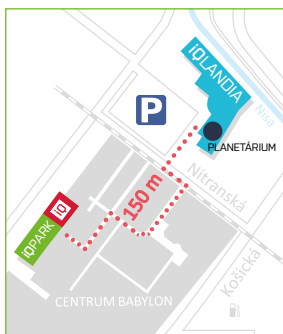 iQLANDIA
Nisa
P
PLANETÁRIUM
Nitranská
150 m
iQ
iQPARK
Košická
CENTRUM BABYLON